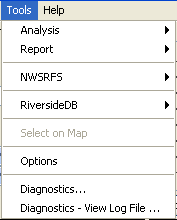 Tools Help
Analysis
Report
NWSRFS
RiversideDB
Select on Map
Options
Diagnostics...
Diagnostics - View Log File ...